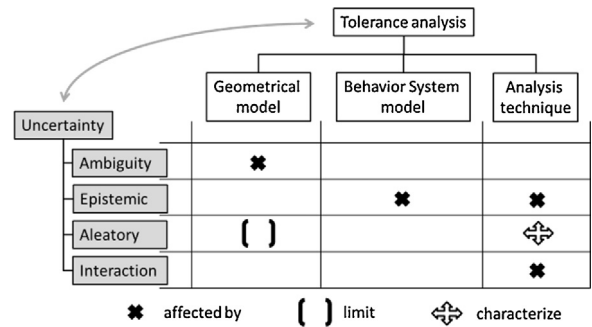 Tolerance analysis
Geometrical
model
Behavior System
model
Analysis
technique
Uncertainty
Ambiguity
Epistemic
Aleatory
Interaction
affected by
limit
characterize